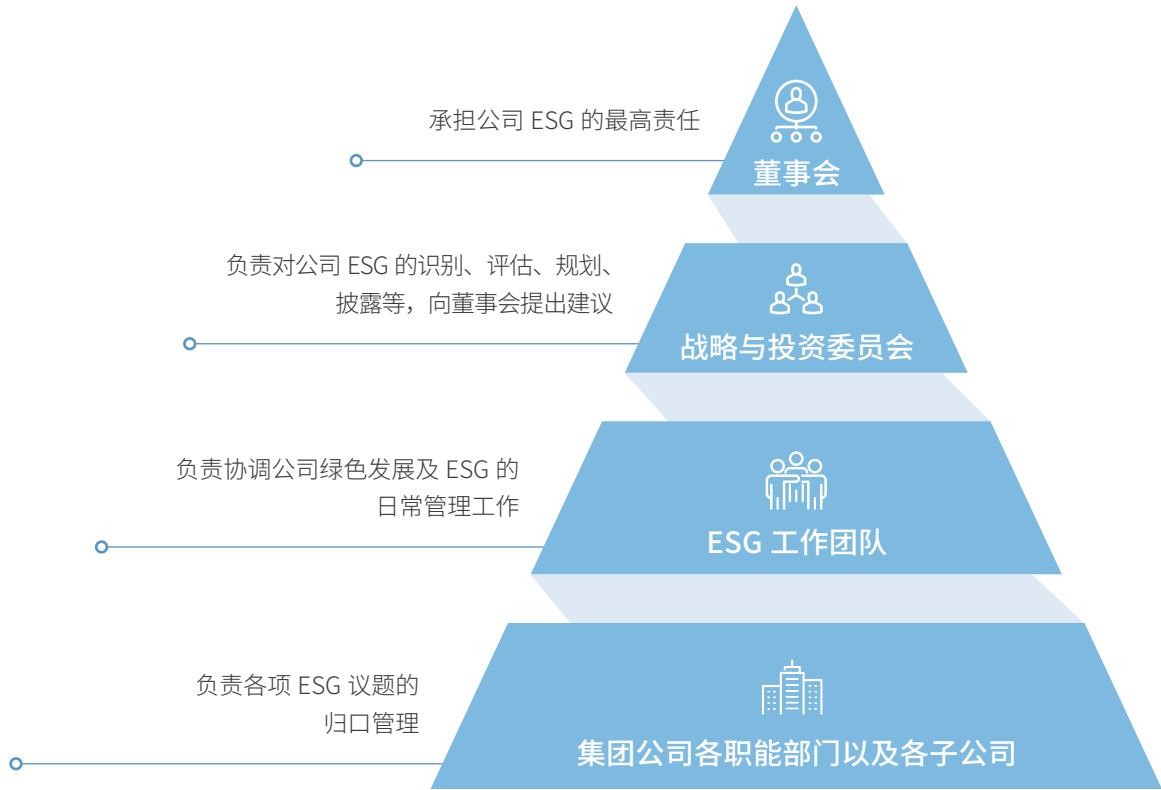 承担公司 ESG 的最高责任
董事会
负责对公司 ESG 的识别、评估、规划、
披露等，向董事会提出建议
战略与投资委员会
负责协调公司绿色发展及 ESG 的
日常管理工作
ESG 工作团队
负责各项 ESG 议题的
归口管理
集团公司各职能部门以及各子公司